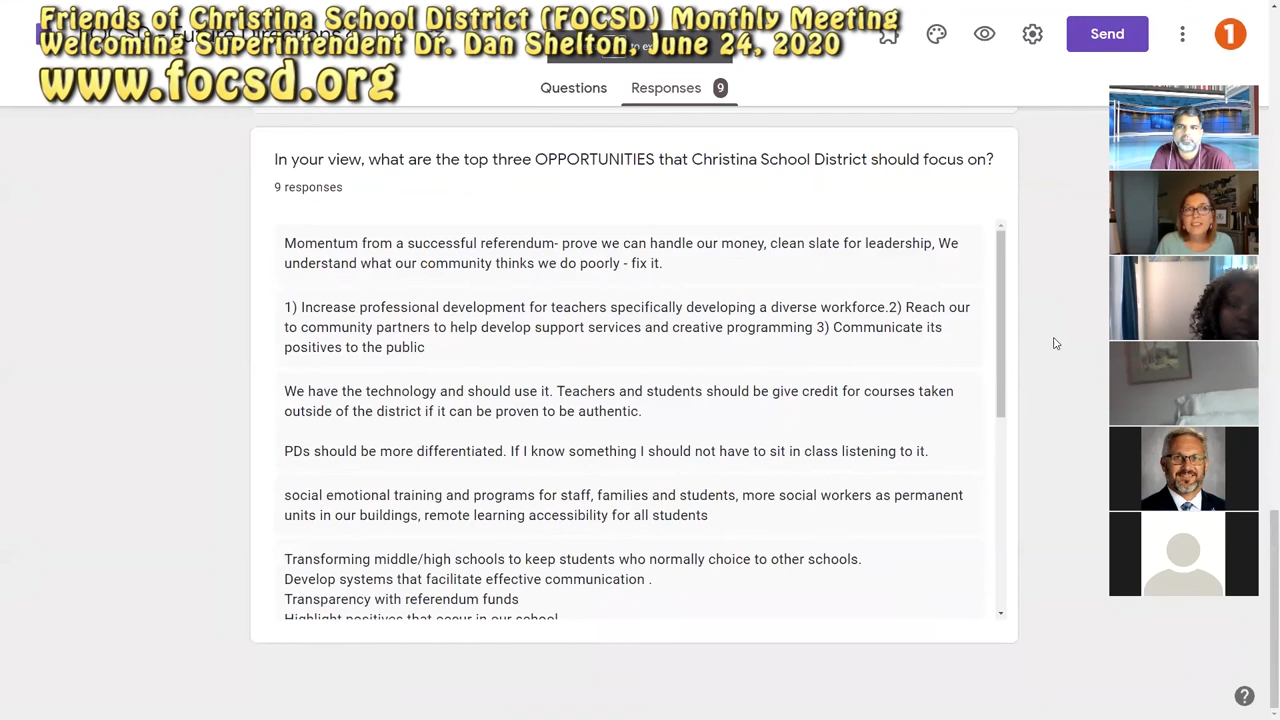 Friends of Christina School District (FOCSD) Monthly Meeting
Welcoming Superintendent Dr. Dan Shelton, June 24, 2020
www.focsd.org
Send
1
Questions
Responses 9
In your view, what are the top three OPPORTUNITIES that Christina School District should focus on?
9 responses
Momentum from a successful referendum- prove we can handle our money, clean slate for leadership, We
understand what our community thinks we do poorly - fix it.
1) Increase professional development for teachers specifically developing a diverse workforce.2) Reach our
to community partners to help develop support services and creative programming 3) Communicate its
positives to the public
We have the technology and should use it. Teachers and students should be give credit for courses taken
outside of the district if it can be proven to be authentic.
PDs should be more differentiated. If I know something I should not have to sit in class listening to it.
social emotional training and programs for staff, families and students, more social workers as permanent
units in our buildings, remote learning accessibility for all students
Transforming middle/high schools to keep students who normally choice to other schools.
Develop systems that facilitate effective communication .
Transparency with referendum funds
Highlight positives that occur in our school